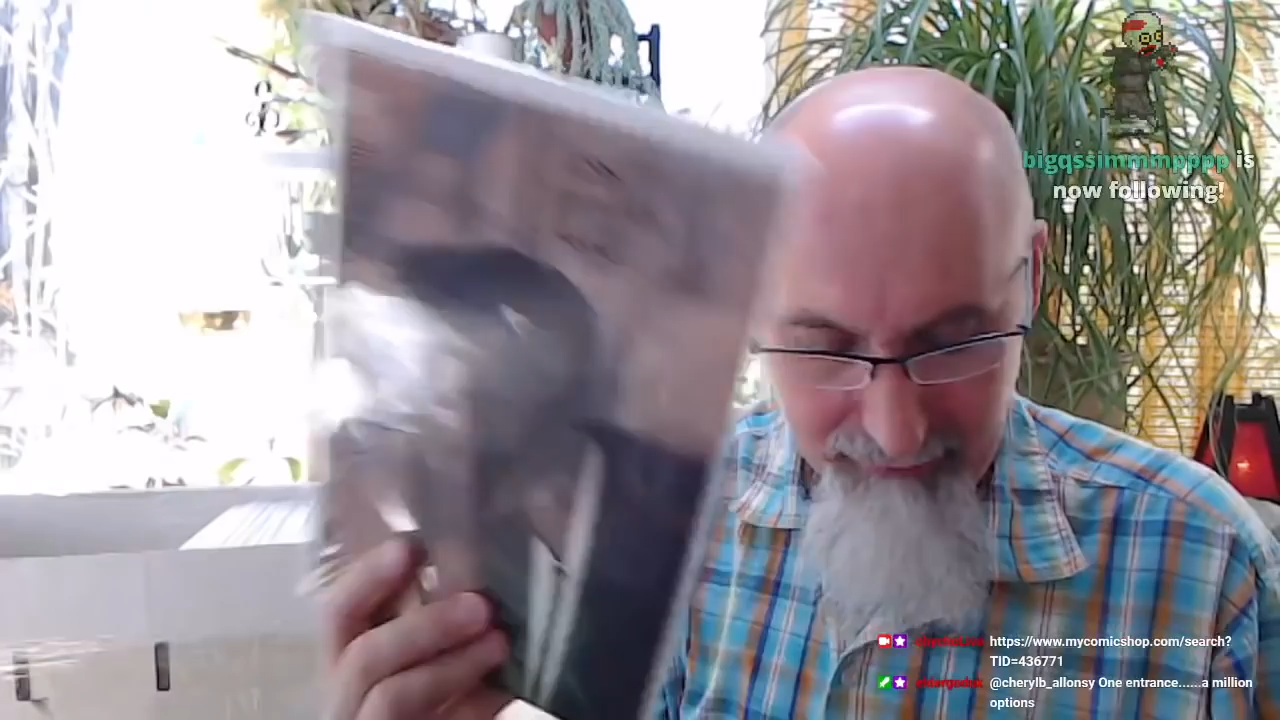 bigqssimmmpppp is
now following!
https://www.mycomicshop.com/search?
TID=436771
@cherylb_allonsy One entrance......a million
options